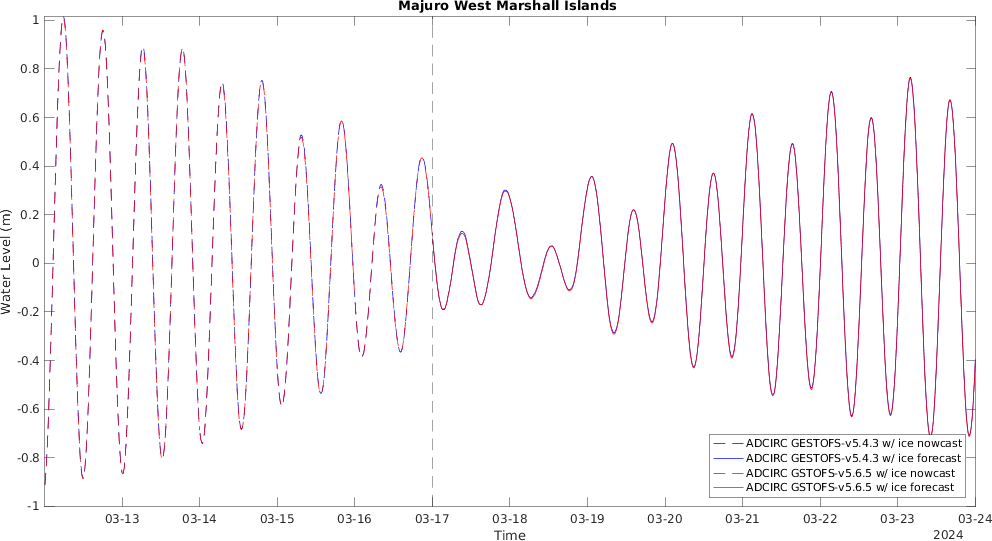 Majuro West Marshall Islands
1
0.8
0.6
0.4
0.2
0
-0.2
-0.4
-0.6
-0.8
-1
Water Level (m)
03-13 03-14 03-15 03-16 03-17 03-18 03-19 03-20 03-21 03-22 03-23 03-24
2024
Time
ADCIRC GESTOFS-v5.4.3 w/ ice nowcast
ADCIRC GESTOFS-v5.4.3 w/ ice forecast
ADCIRC GSTOFS-v5.6.5 w/ ice nowcast
ADCIRC GSTOFS-v5.6.5 w/ ice forecast